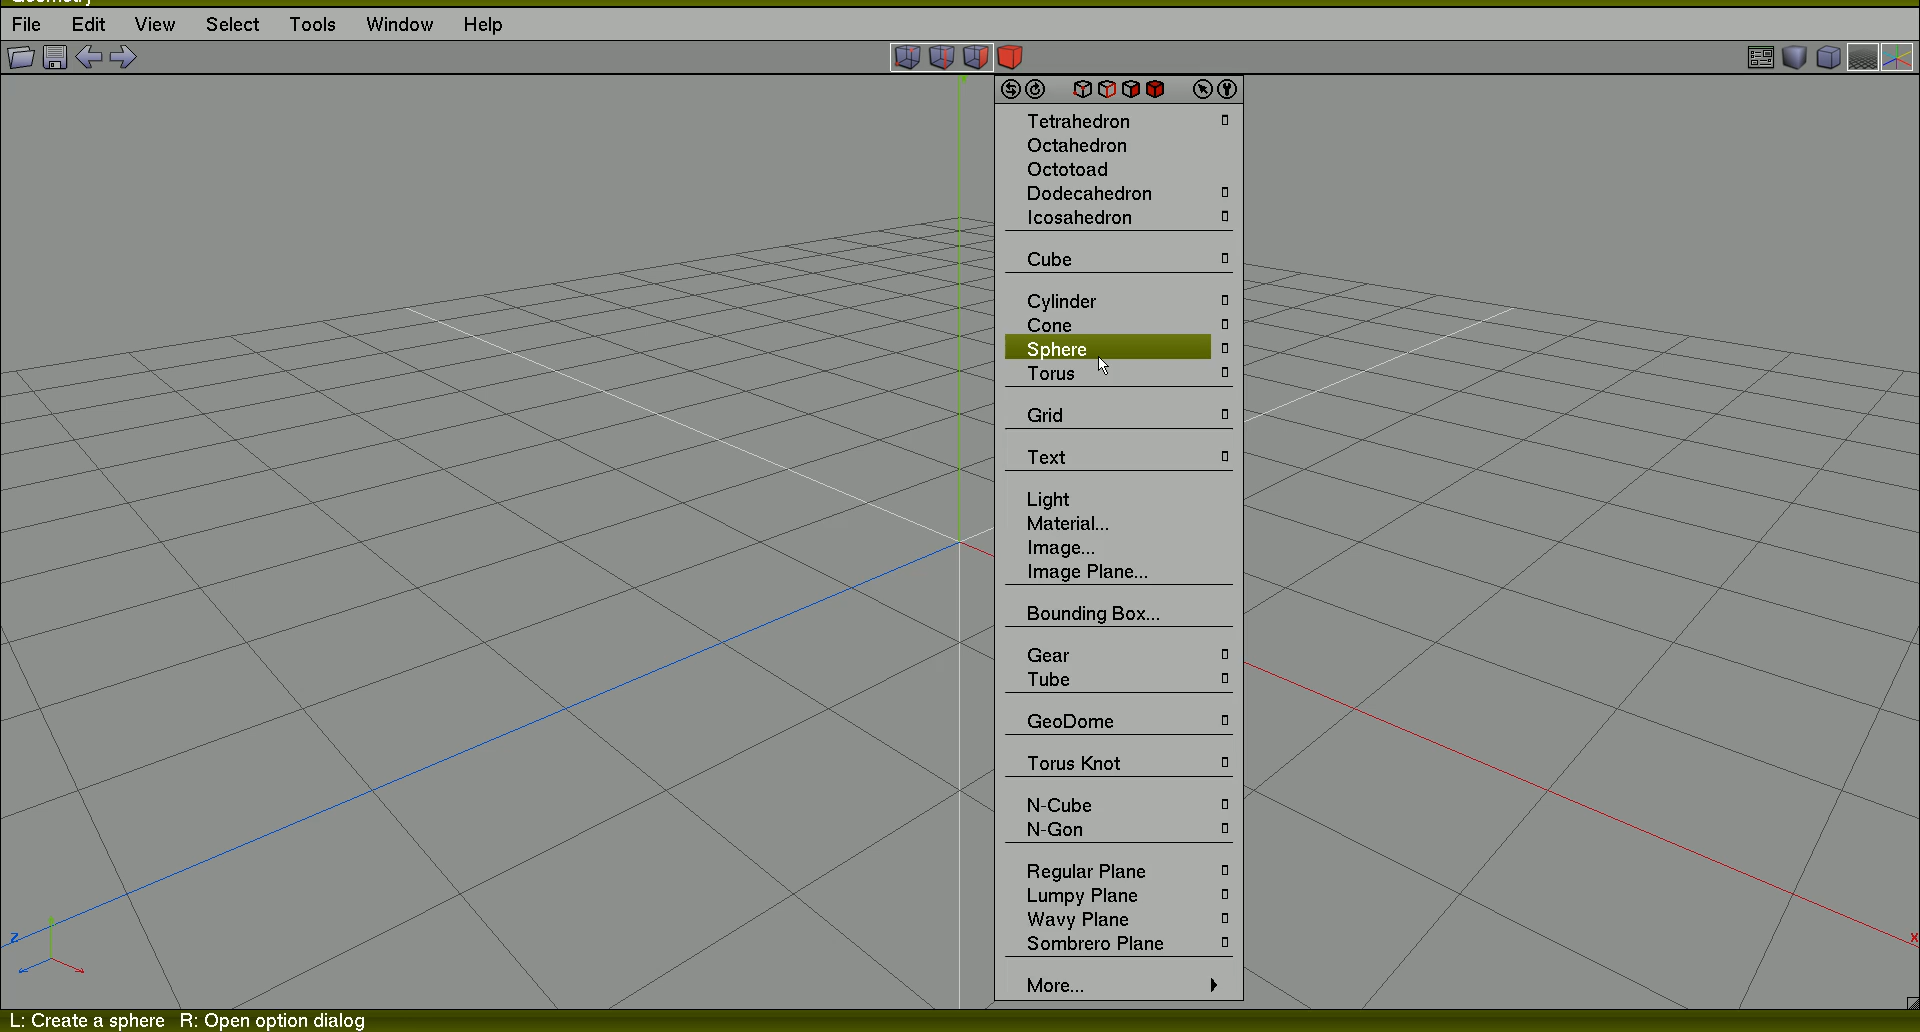 Geometry
File Edit View Select Tools Window Help
Tetrahedron
Octahedron
Octotoad
Dodecahedron
Icosahedron
Cube
Cylinder
Cone
Sphere
Torus
Grid
Text
Light
Material...
Image...
Image Plane...
Bounding Box...
Gear
Tube
GeoDome
Torus Knot
N-Cube
N-Gon
Regular Plane
Lumpy Plane
Wavy Plane
Sombrero Plane
More...
Z
X
L: Create a sphere R: Open option dialog